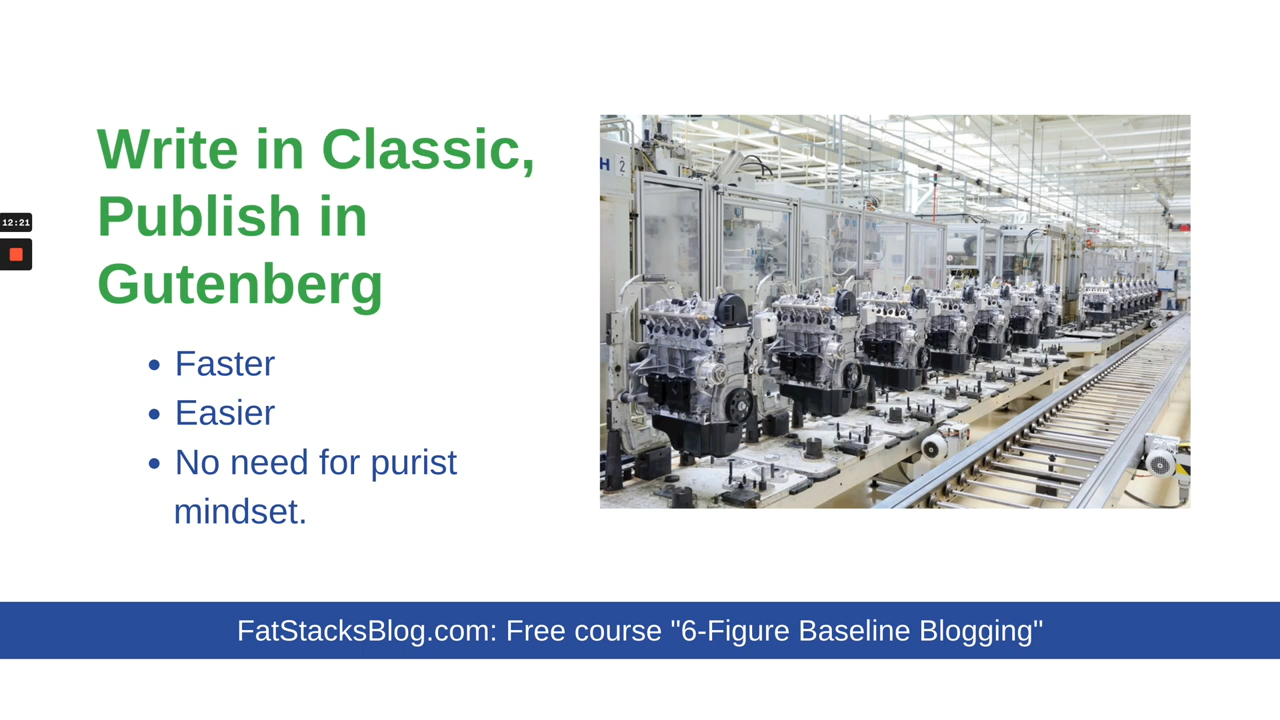 Write in Classic,
Publish in
Gutenberg
12:21
• Faster
• Easier
• No need for purist
mindset.
H 2
FatStacksBlog.com: Free course "6-Figure Baseline Blogging"